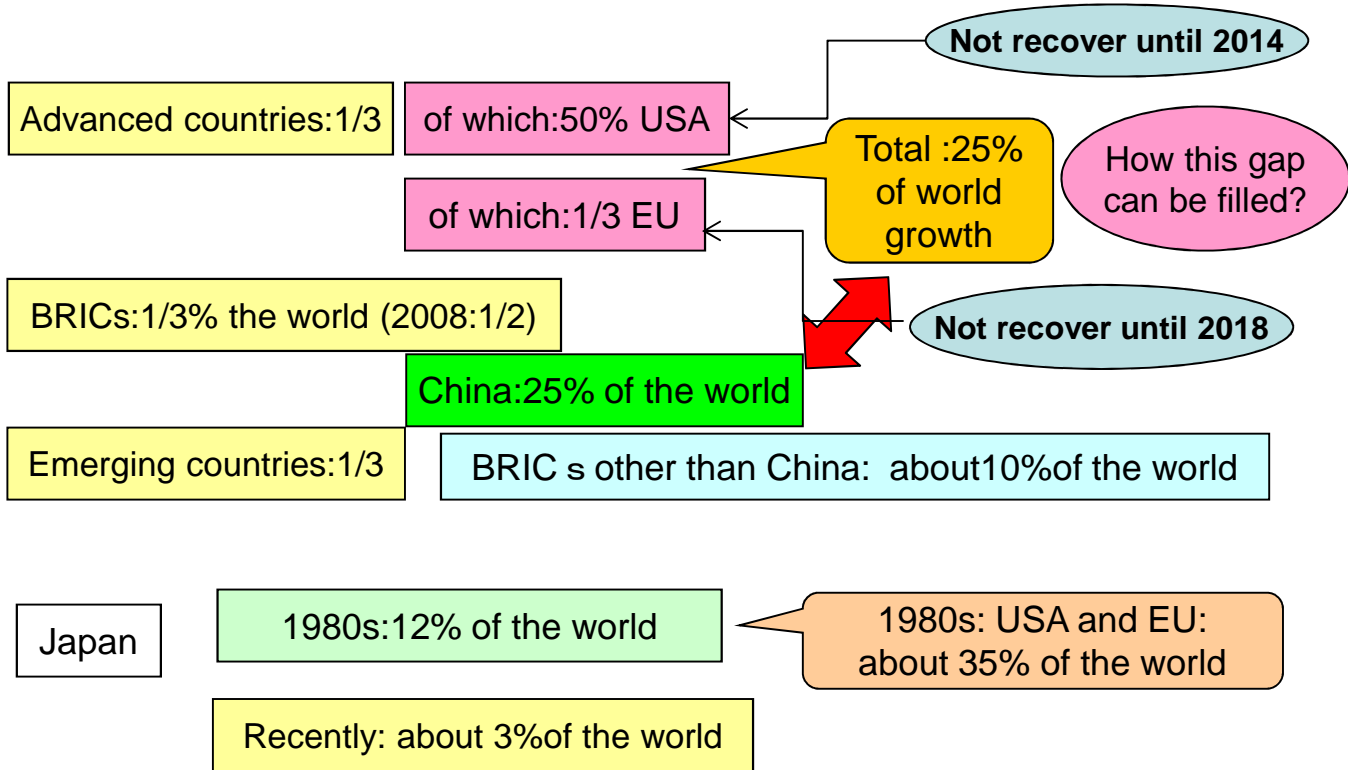 Not recover until 2014
Advanced countries:1/3
of which:50% USA
Total :25%
of world
growth
How this gap
can be filled?
of which:1/3 EU
BRICs:1/3% the world (2008:1/2)
Not recover until 2018
China:25% of the world
Emerging countries:1/3
BRIC s other than China: about10%of the world
Japan
1980s:12% of the world
1980s: USA and EU:
about 35% of the world
Recently: about 3%of the world